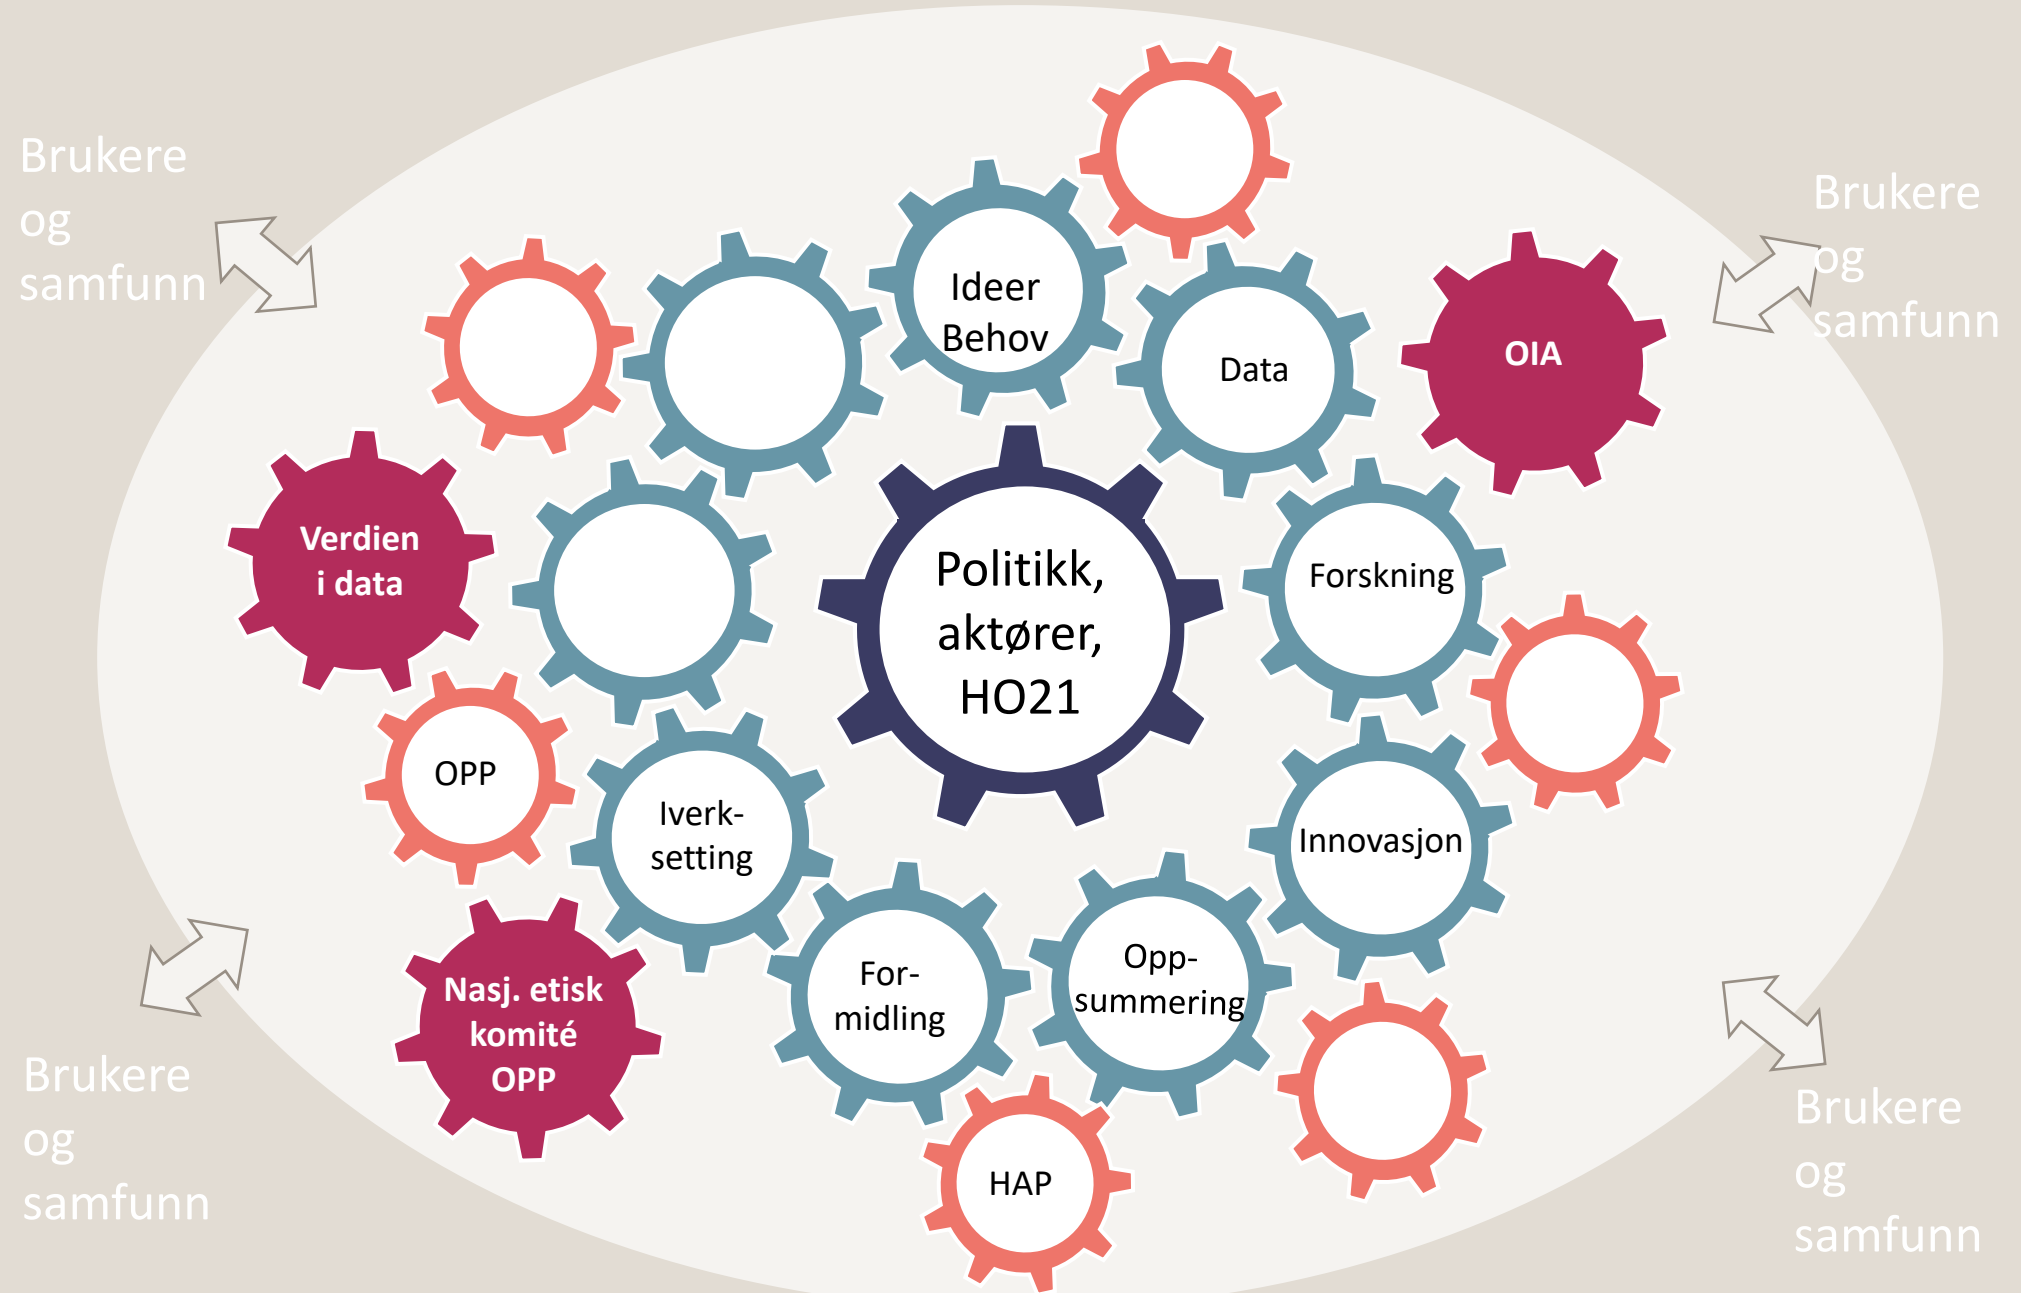 Brukere
og
samfunn
Brukere
og
samfunn
Ideer
Behov
Data
OIA
Verdien
i data
Politikk,
aktører,
HO21
Forskning
OPP
Iverk-
setting
Innovasjon
For-
midling
Opp-
summering
Nasj. etisk
komité
OPP
HAP
Brukere
og
samfunn
Brukere
og
samfunn